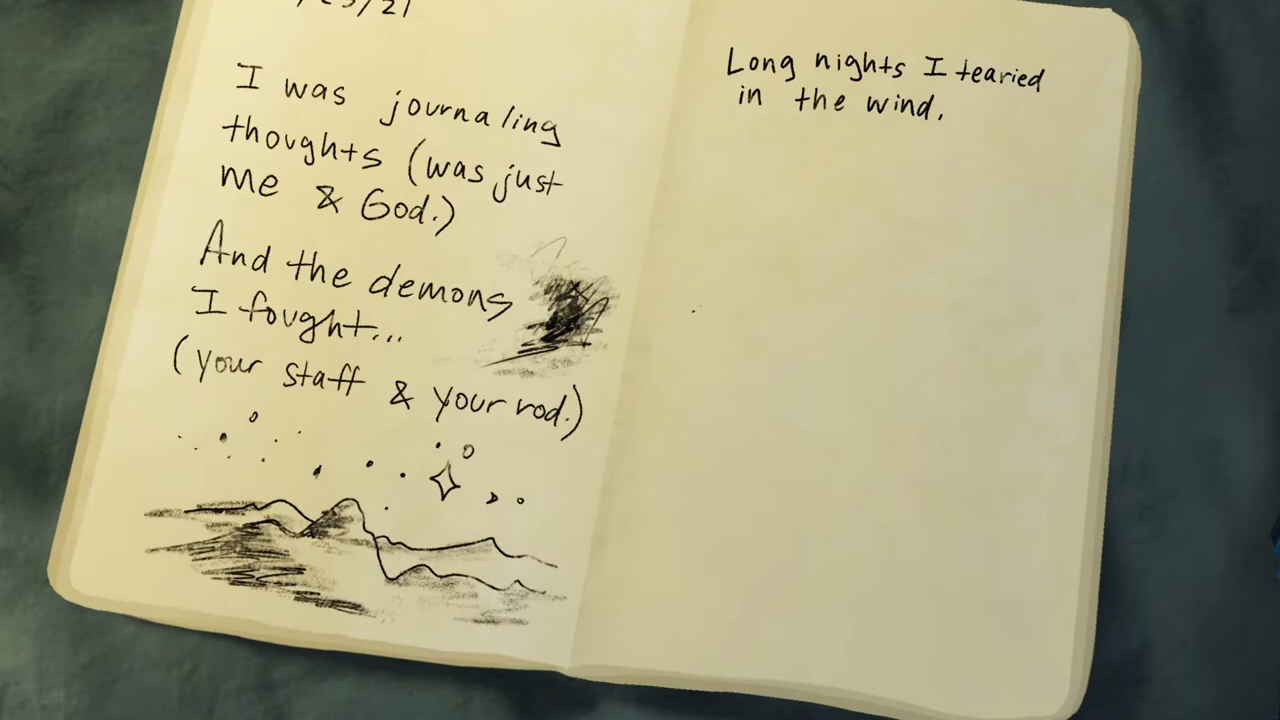 I was journaling
thoughts (was just
me & God.)
And the demons
I fought...
(your staff & your rod.)
Long nights I tearied
in the wind.